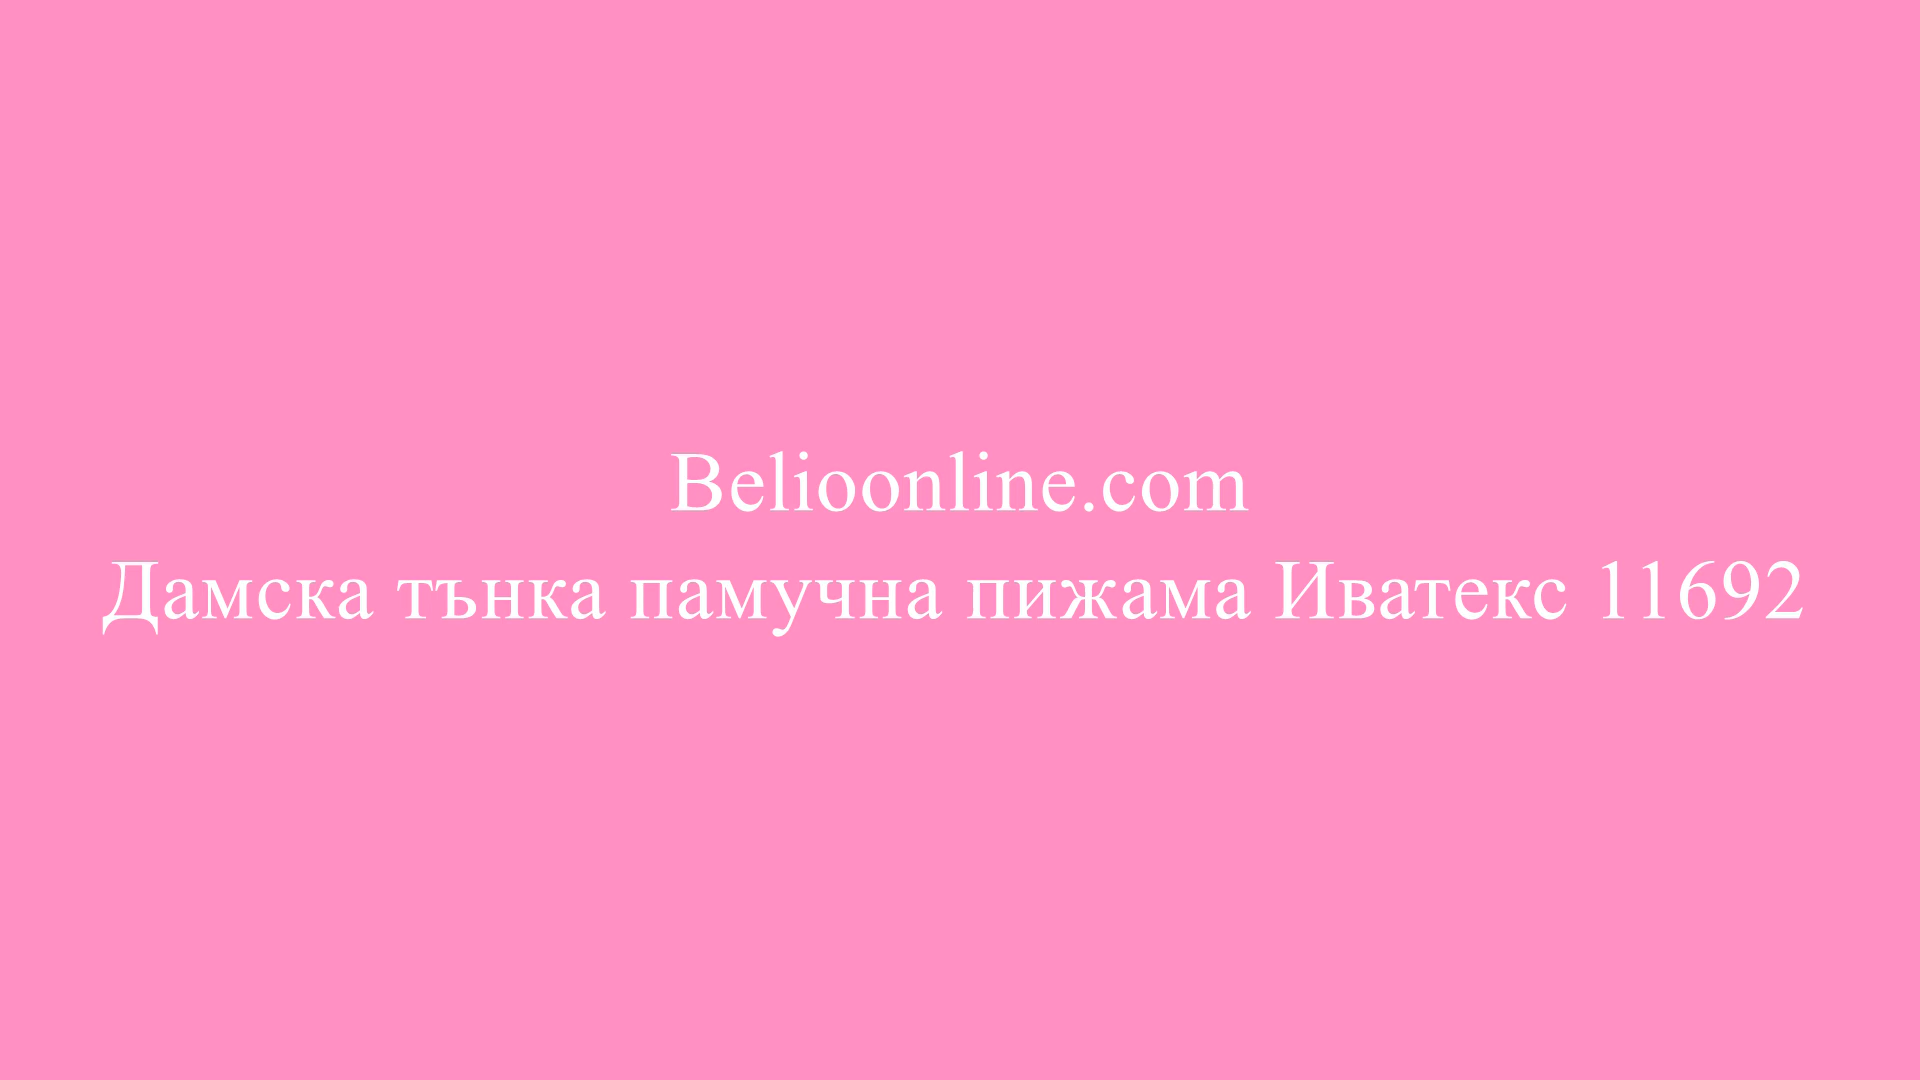 Belioonline.com
Дамска тънка памучна пижама Иватекс 11692